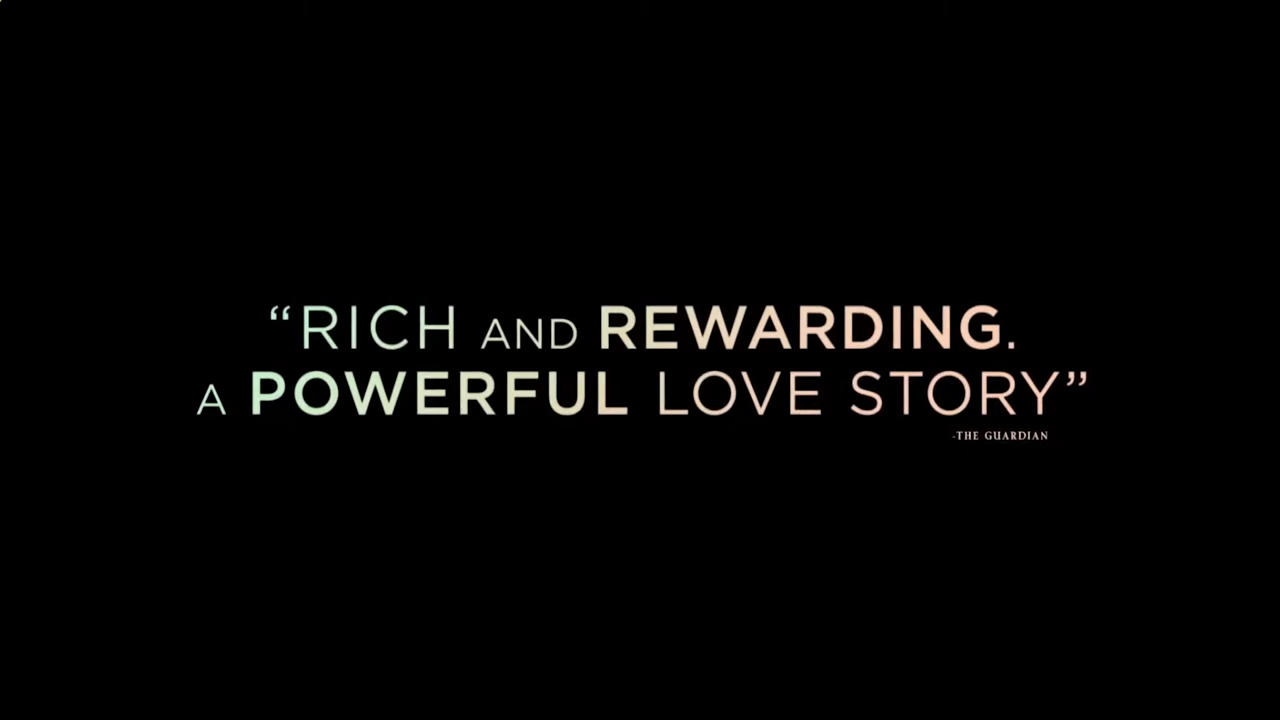 “RICH AND REWARDING.
A POWERFUL LOVE STORY”
-THE GUARDIAN